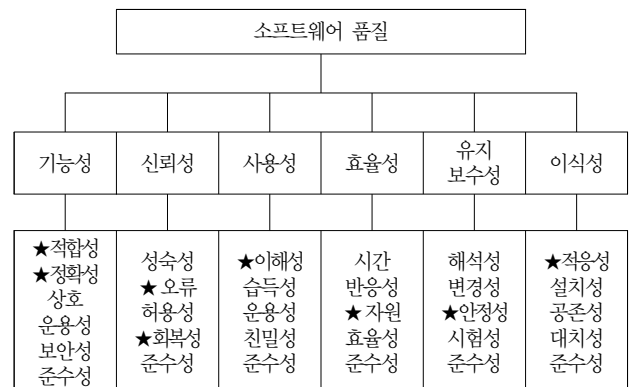 소프트웨어 품질
기능성
신뢰성
사용성
효율성
유지
보수성
이식성
★적합성
★정확성
상호
운용성
보안성
준수성
성숙성
★ 오류
허용성
★회복성
준수성
★이해성
습득성
운용성
친밀성
준수성
시간
반응성
★ 자원
효율성
준수성
해석성
변경성
★안정성
시험성
준수성
★적응성
설치성
공존성
대치성
준수성